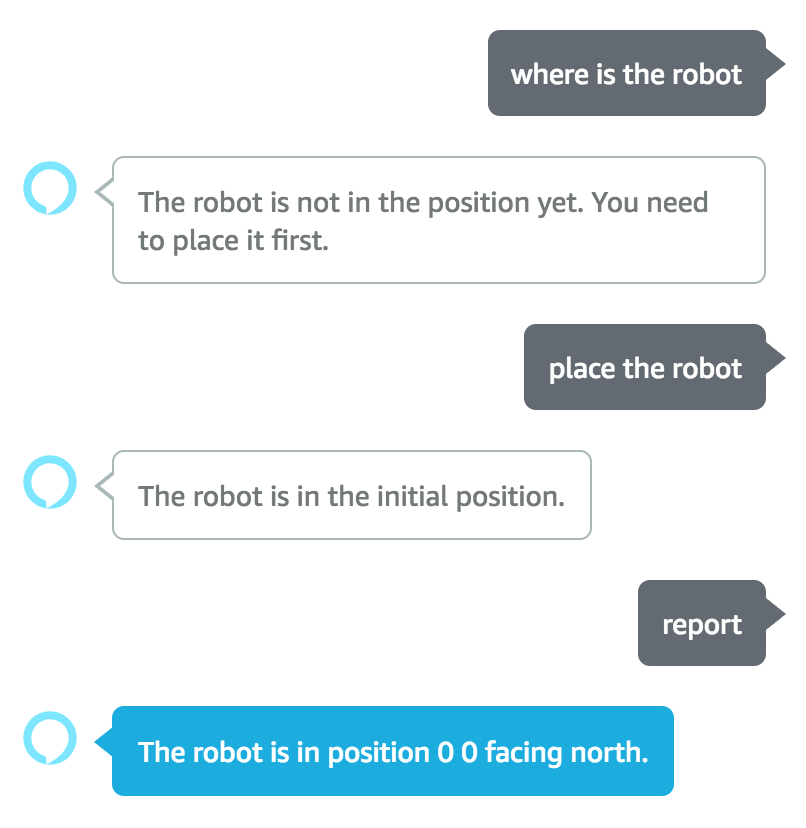 where is the robot
The robot is not in the position yet. You need
to place it first.
place the robot
The robot is in the initial position.
report
The robot is in position 0 0 facing north.